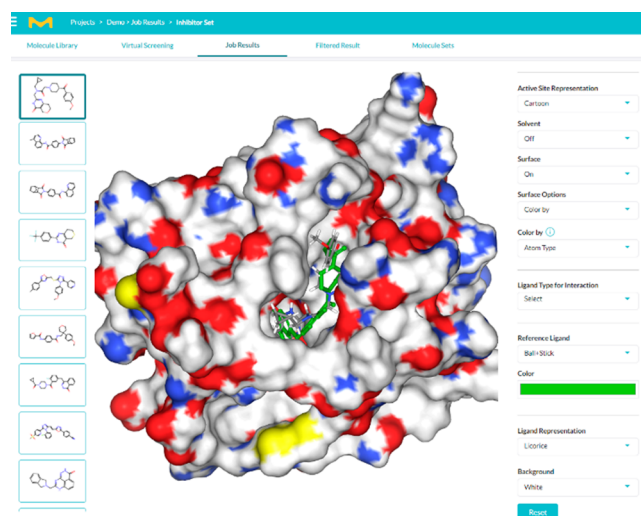 Projects > Demo > Job Results > Inhibitor Set
Molecule Library
Virtual Screening
Job Results
Filtered Result
Molecule Sets
Active Site Representation
Cartoon
Solvent
Off
Surface
On
Surface Options
Color by
Color by
Atom Type
Ligand Type for Interaction
Select
Reference Ligand
Ball+Stick
Color
Ligand Representation
Licorice
Background
White
Reset